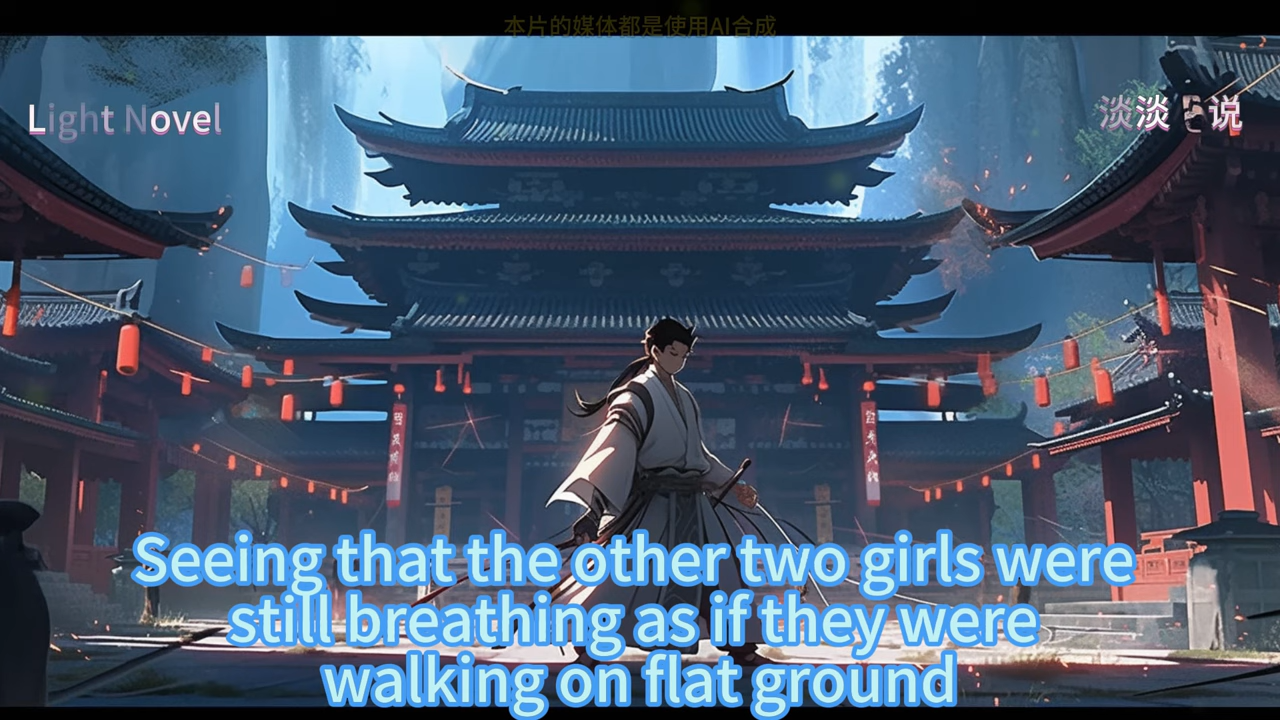 本片的媒体都是使用AI合成
Light Novel
淡淡 说
Seeing that the other two girls were
still breathing as if they were
walking on flat ground